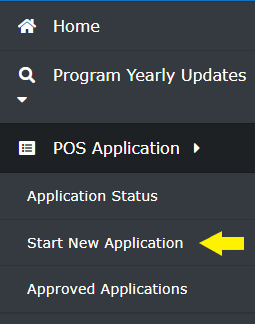 Home
Program Yearly Updates
POS Application
Application Status
Start New Application
Approved Applications